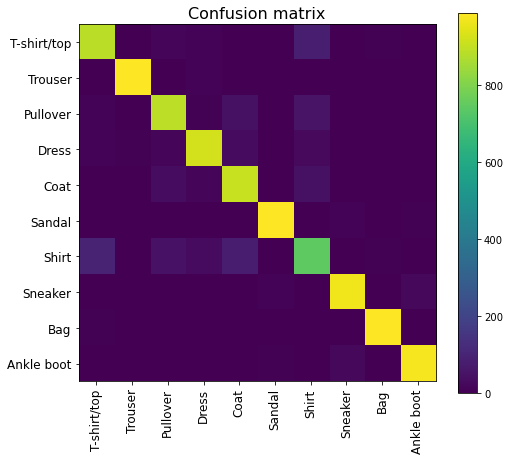 Confusion matrix
T-shirt/top
Trouser
Pullover
Dress
Coat
Sandal
Shirt
Sneaker
Bag
Ankle boot
T-shirt/top
Trouser
Pullover
Dress
Coat
Sandal
Shirt
Sneaker
Bag
Ankle boot
800
600
400
200
0